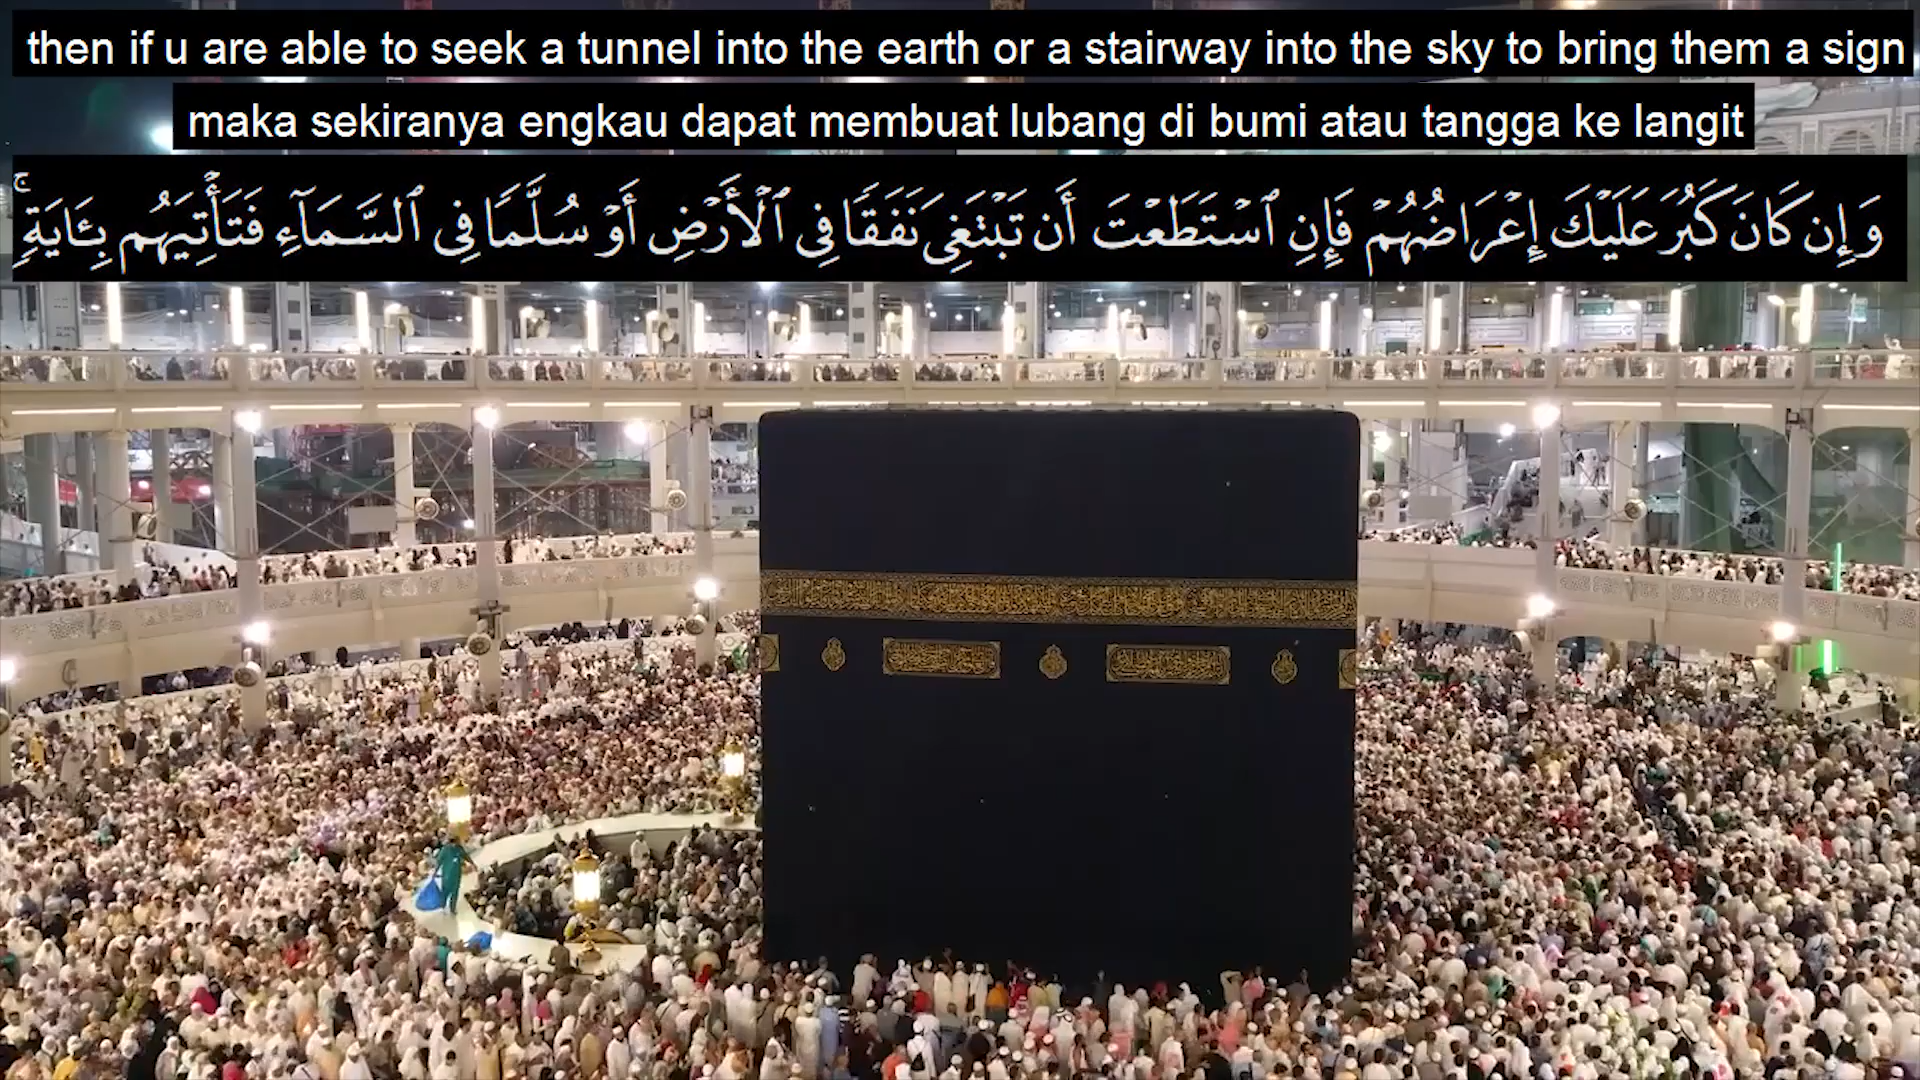 then if u are able to seek a tunnel into the earth or a stairway into the sky to bring them a sign
maka sekiranya engkau dapat membuat lubang di bumi atau tangga ke langit
وَإِن كَانَ كَبُرَ عَلَيْكَ إِعْرَاضُهُمْ فَإِنِ ٱسْتَطَعْتَ أَن تَبْتَغِىَ نَفَقًا فِى ٱلْأَرْضِ أَوْ سُلَّمًا فِى ٱلسَّمَآءِ فَتَأْتِيَهُم بِـَٔايَةٍۢ ۚ